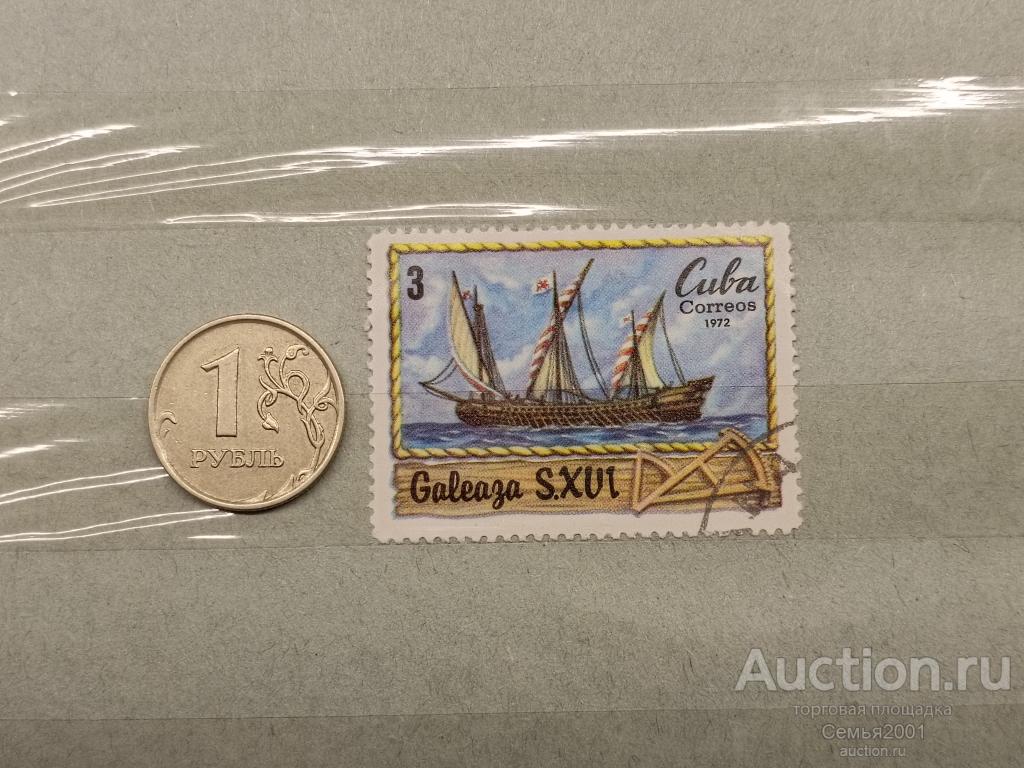 3
Cuba
Correos
1972
1
РУБЛЬ
Galeaza S.XVI
Auction.ru
торговая площадка
Семья2001
auction.ru